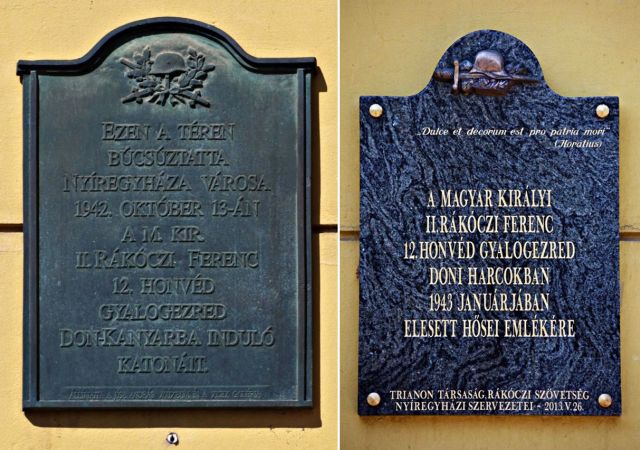 EZEN A TÉREN
BÚCSÚZTATTA
NYÍREGYHÁZA VÁROSA
1942. OKTÓBER 13-ÁN
A M. KIR.
II. RÁKÓCZI FERENC
12. HONVÉD
GYALOGEZRED
DON-KANYARBA INDULÓ
KATONÁIT.
„Dulce et decorum est pro patria mori"
(Horatius)
A MAGYAR KIRÁLYI
II.RÁKÓCZI FERENC
12.HONVÉD GYALOGEZRED
DONI HARCOKBAN
1943 JANUÁRJÁBAN
ELESETT HŐSEI EMLÉKÉRE
TRIANON TÁRSASÁG, RÁKÓCZI SZÖVETSÉG
NYÍREGYHÁZI SZERVEZETEI - 2013.V.26.